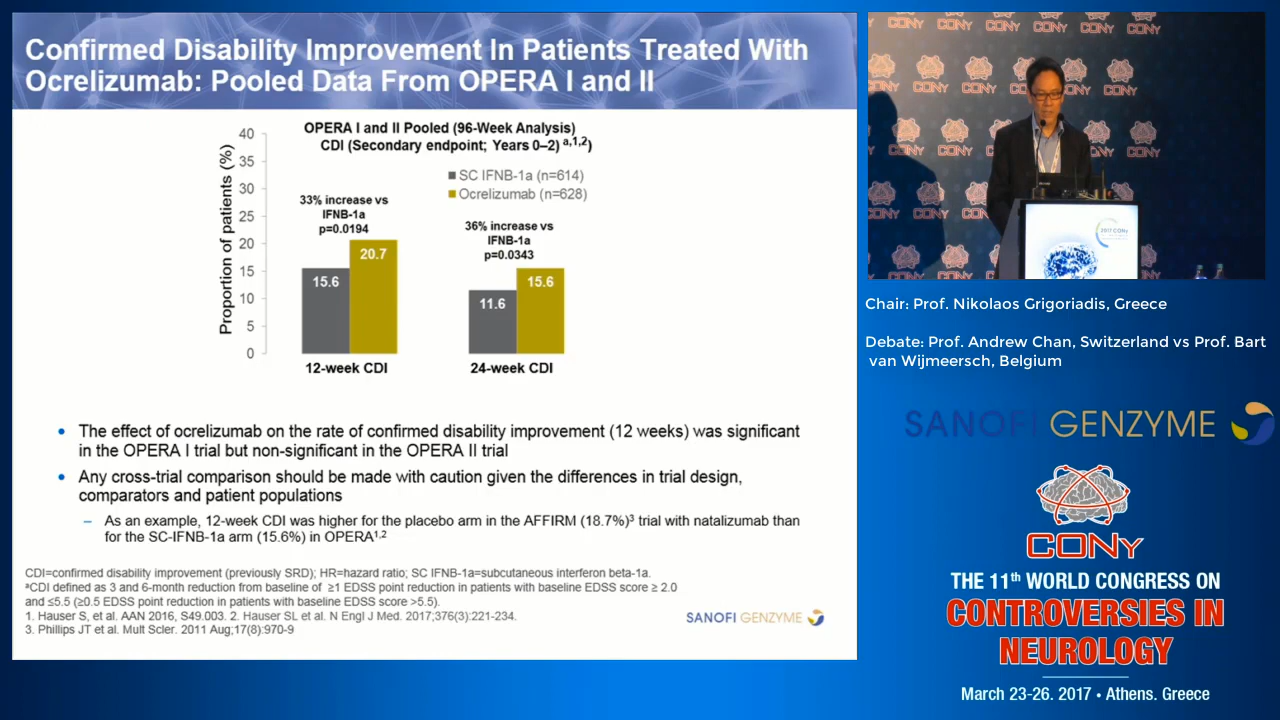 Confirmed Disability Improvement In Patients Treated With
Ocrelizumab: Pooled Data From OPERA I and II
OPERA I and II Pooled (96-Week Analysis)
CDI (Secondary endpoint; Years 0–2) a,1,2)
Proportion of patients (%)
40
35
30
25
20
15
10
5
0
SC IFNB-1a (n=614)
Ocrelizumab (n=628)
33% increase vs
IFNB-1a
p=0.0194
36% increase vs
IFNB-1a
p=0.0343
15.6
20.7
11.6
15.6
12-week CDI
24-week CDI
• The effect of ocrelizumab on the rate of confirmed disability improvement (12 weeks) was significant
in the OPERA I trial but non-significant in the OPERA II trial
• Any cross-trial comparison should be made with caution given the differences in trial design,
comparators and patient populations
– As an example, 12-week CDI was higher for the placebo arm in the AFFIRM (18.7%)3 trial with natalizumab than
for the SC-IFNB-1a arm (15.6%) in OPERA1,2
CDI=confirmed disability improvement (previously SRD); HR=hazard ratio; SC IFNB-1a=subcutaneous interferon beta-1a.
aCDI defined as 3 and 6-month reduction from baseline of ≥1 EDSS point reduction in patients with baseline EDSS score ≥ 2.0
and ≤5.5 (≥0.5 EDSS point reduction in patients with baseline EDSS score >5.5).
1. Hauser S, et al. AAN 2016, S49.003. 2. Hauser SL et al. N Engl J Med. 2017;376(3):221-234.
3. Phillips JT et al. Mult Scler. 2011 Aug;17(8):970-9
SANOFI GENZYME
Chair: Prof. Nikolaos Grigoriadis, Greece
Debate: Prof. Andrew Chan, Switzerland vs Prof. Bart
van Wijmeersch, Belgium
SANOFI GENZYME
CONy
THE 11th WORLD CONGRESS ON
CONTROVERSIES IN
NEUROLOGY
March 23-26. 2017 • Athens. Greece